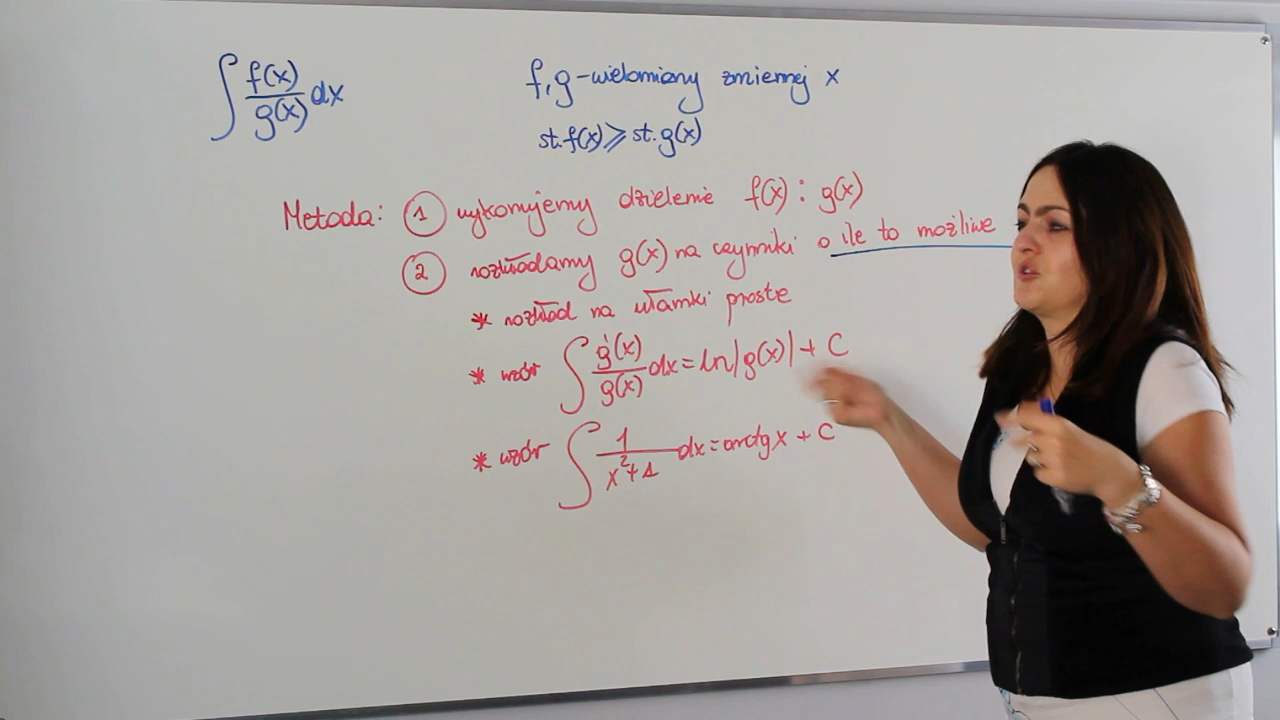 ∫ f(x)/g(x) dx
f, g - wielomiany zmiennej x
st. f(x) ⩾ st. g(x)
Metoda: ① wykonujemy dzielenie f(x) : g(x)
② rozkładamy g(x) na czynniki o ile to możliwe
* rozkład na ułamki proste
* wzór ∫ g'(x)/g(x) dx = ln|g(x)| + C
* wzór ∫ 1/(x²+1) dx = arctg x + C